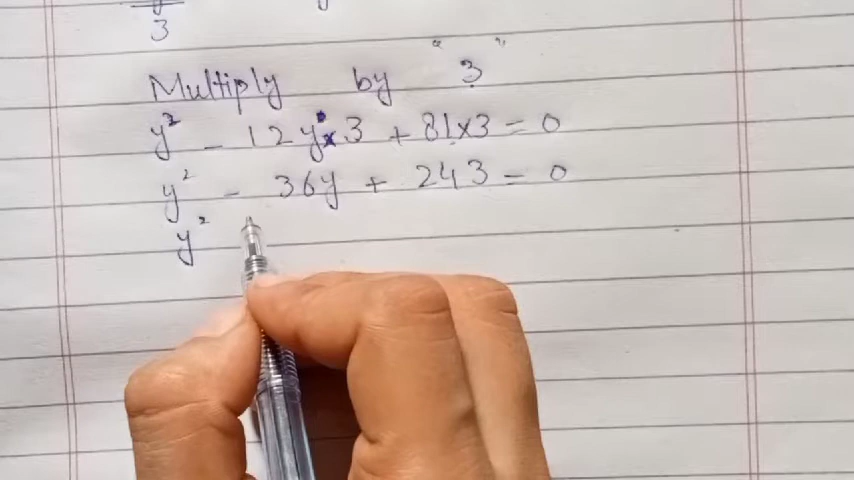 3
Multiply by "3"
y² - 12y × 3 + 81×3 = 0
y² - 36y + 243 = 0
y²